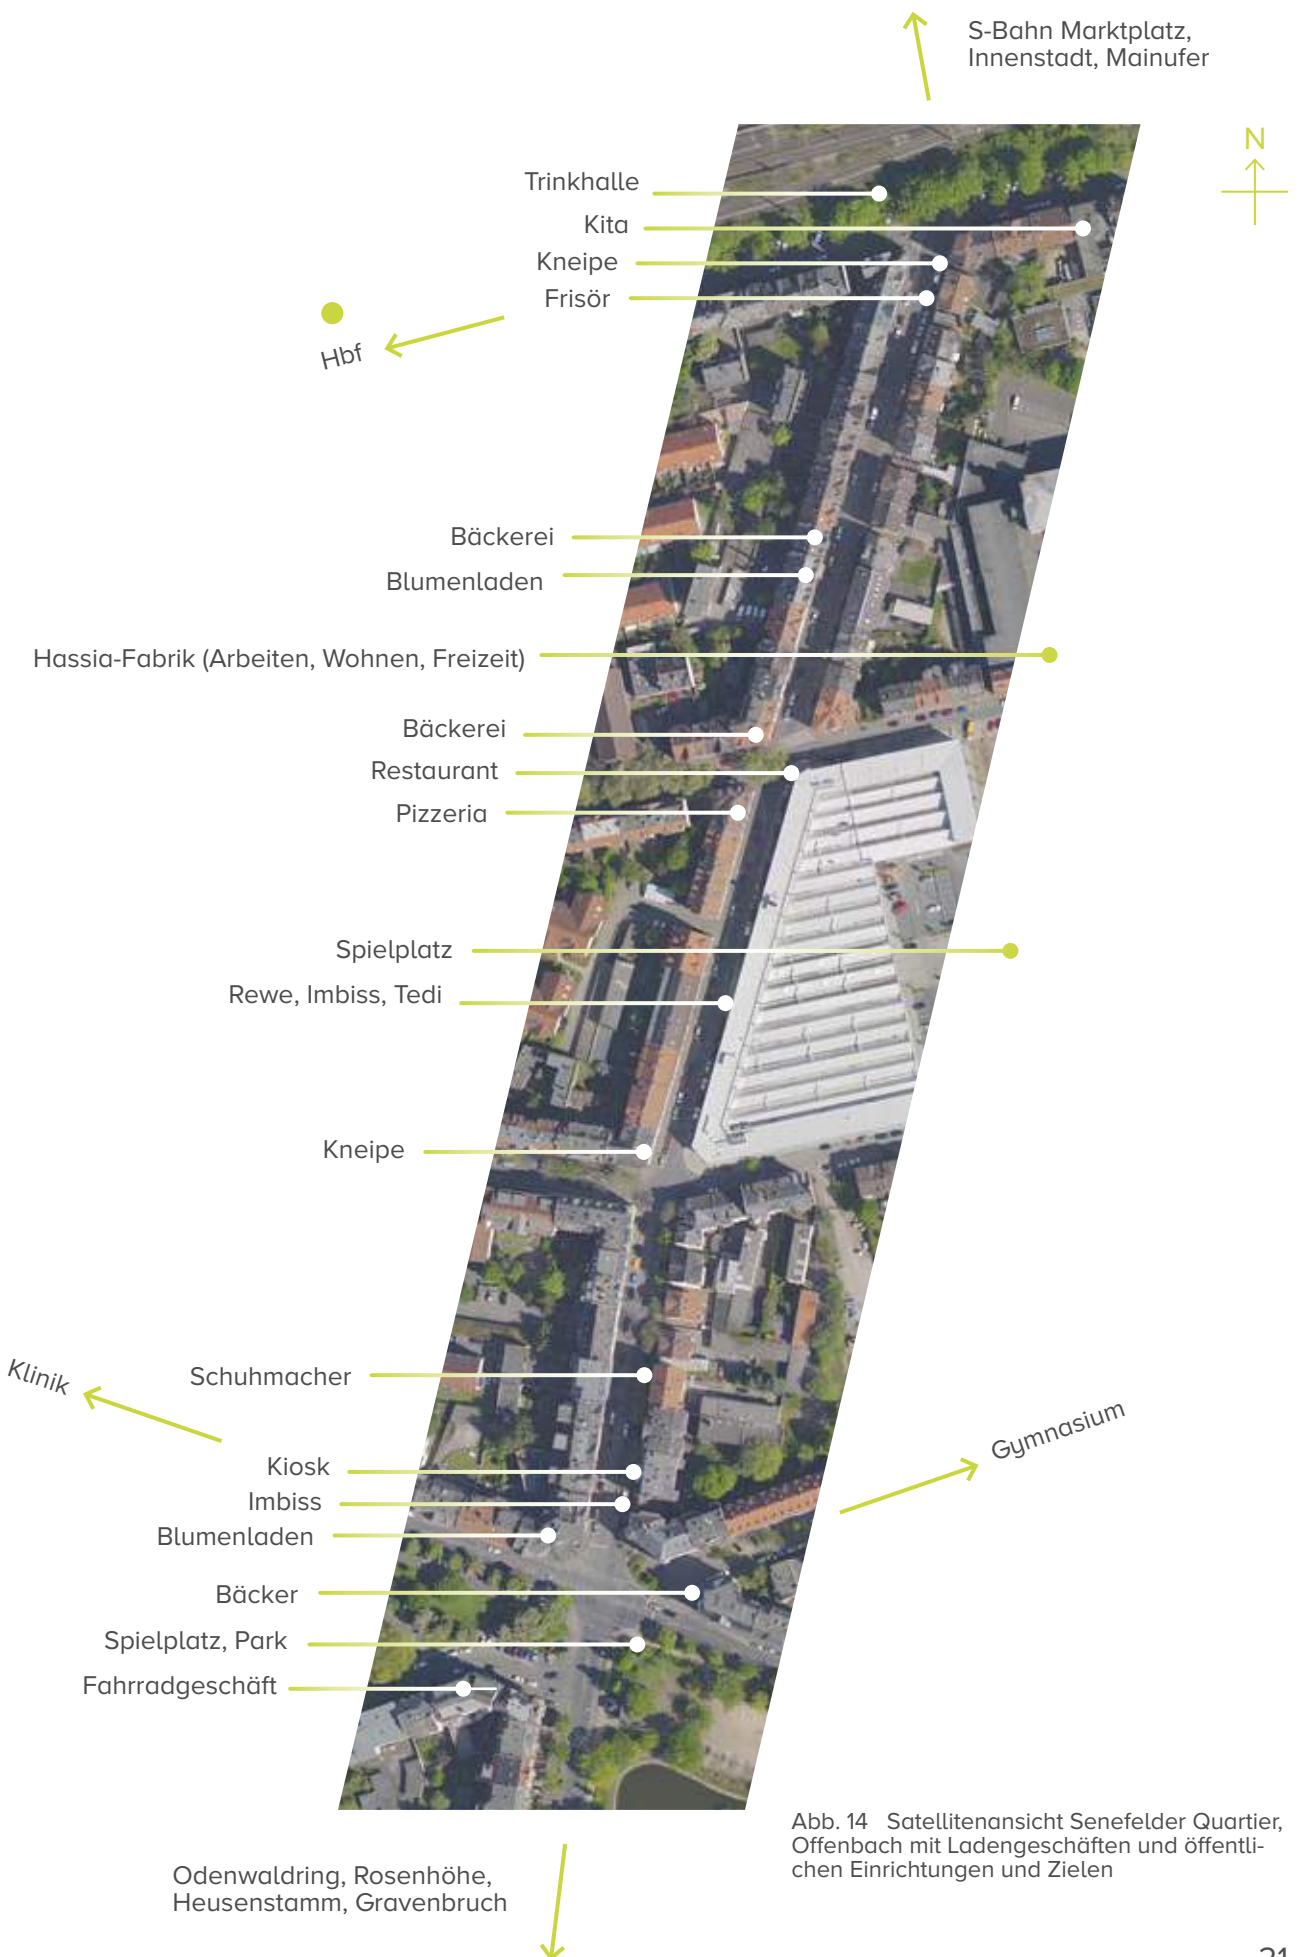 S-Bahn Marktplatz,
Innenstadt, Mainufer
N
Trinkhalle
Kita
Kneipe
Frisör
Hbf
Bäckerei
Blumenladen
Hassia-Fabrik (Arbeiten, Wohnen, Freizeit)
Bäckerei
Restaurant
Pizzeria
Spielplatz
Rewe, Imbiss, Tedi
Kneipe
Klinik
Schuhmacher
Gymnasium
Kiosk
Imbiss
Blumenladen
Bäcker
Spielplatz, Park
Fahrradgeschäft
Abb. 14 Satellitenansicht Senefelder Quartier,
Offenbach mit Ladengeschäften und öffentli-
chen Einrichtungen und Zielen
Odenwaldring, Rosenhöhe,
Heusenstamm, Gravenbruch
21